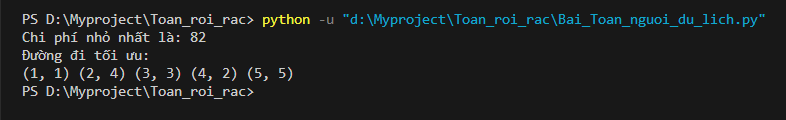 PS D:\Myproject\Toan_roi_rac> python -u "d:\Myproject\Toan_roi_rac\Bai_Toan_nguoi_du_lich.py"
Chi phí nhỏ nhất là: 82
Đường đi tối ưu:
(1, 1) (2, 4) (3, 3) (4, 2) (5, 5)
PS D:\Myproject\Toan_roi_rac>